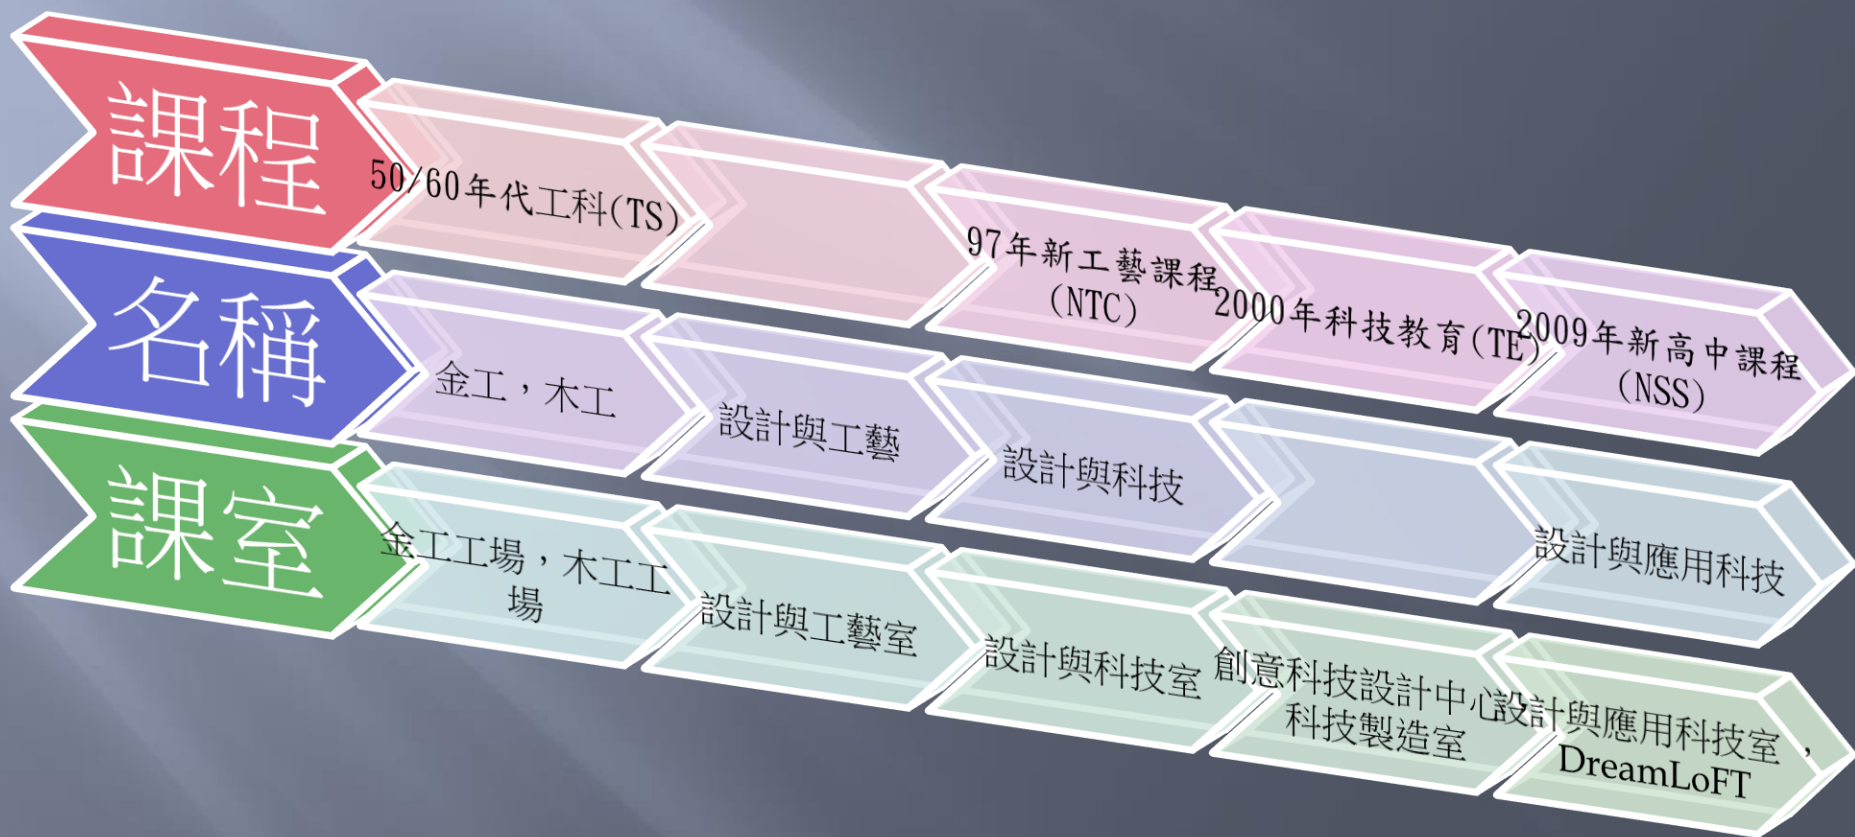 課程
50/60年代工科(TS)
97年新工藝課程
(NTC)
2000年科技教育(TE)
2009年新高中課程
(NSS)
名稱
金工，木工
設計與工藝
設計與科技
設計與應用科技
課室
金工工場，木工工
場
設計與工藝室
設計與科技室
創意科技設計中心，
科技製造室
設計與應用科技室，
DreamLoFT